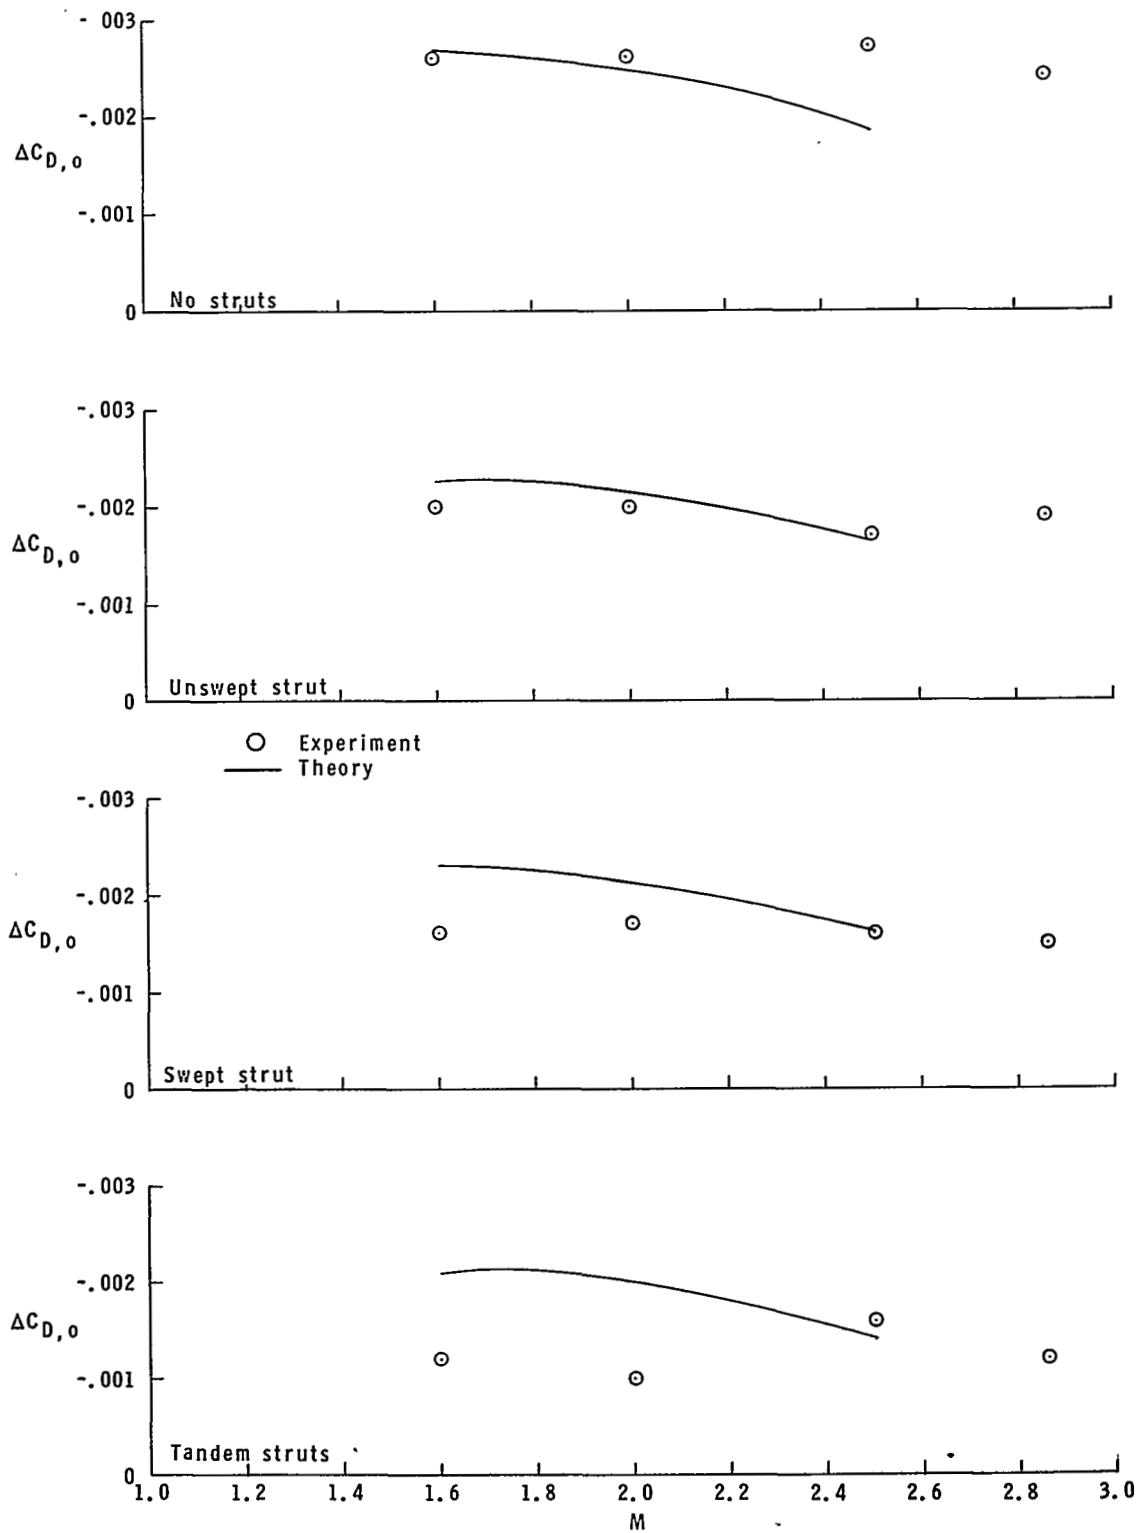 - 003
-.002
ΔC_D,o
-.001
No struts
0
-.003
-.002
ΔC_D,o
-.001
Unswept strut
0
Experiment
Theory
-.003
-.002
ΔC_D,o
-.001
Swept strut
0
-.003
-.002
ΔC_D,o
-.001
Tandem struts
0
1.0 1.2 1.4 1.6 1.8 2.0 2.2 2.4 2.6 2.8 3.0
M